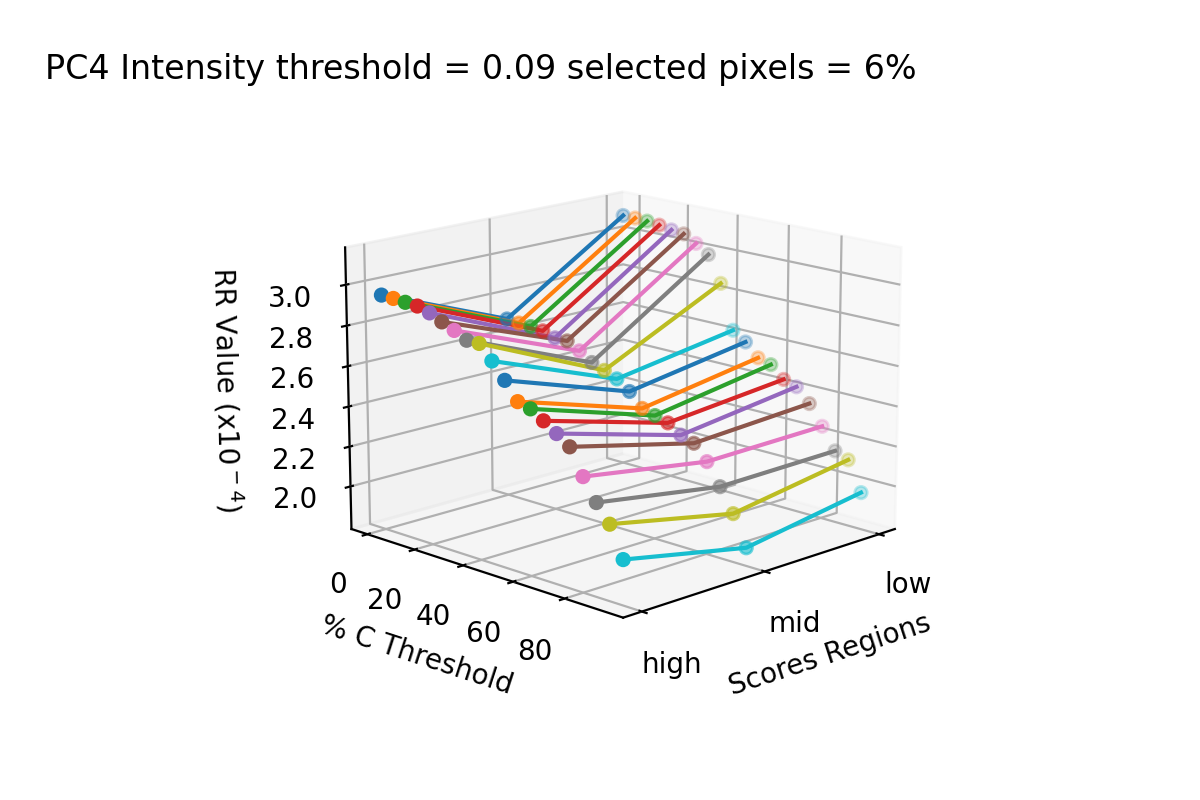 PC4 Intensity threshold = 0.09 selected pixels = 6%
RR Value (x10⁻⁴)
3.0
2.8
2.6
2.4
2.2
2.0
0
20
40
60
80
% C Threshold
high
mid
low
Scores Regions